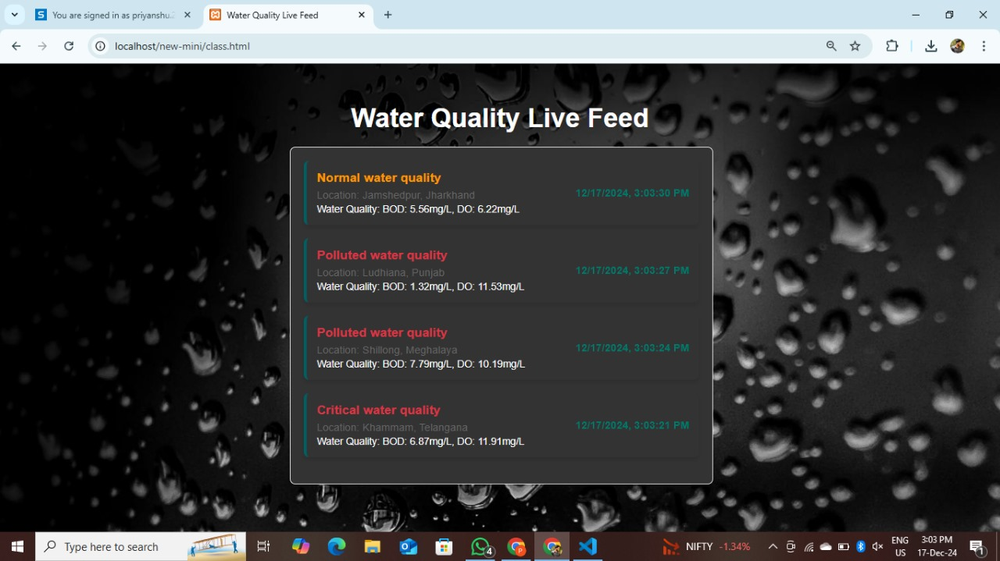 You are signed in as priyanshu.
Water Quality Live Feed
localhost/new-mini/class.html
Water Quality Live Feed
Normal water quality
Location: Jamshedpur, Jharkhand
Water Quality: BOD: 5.56mg/L, DO: 6.22mg/L
12/17/2024, 3:03:30 PM
Polluted water quality
Location: Ludhiana, Punjab
Water Quality: BOD: 1.32mg/L, DO: 11.53mg/L
12/17/2024, 3:03:27 PM
Polluted water quality
Location: Shillong, Meghalaya
Water Quality: BOD: 7.79mg/L, DO: 10.19mg/L
12/17/2024, 3:03:24 PM
Critical water quality
Location: Khammam, Telangana
Water Quality: BOD: 6.87mg/L, DO: 11.91mg/L
12/17/2024, 3:03:21 PM
Type here to search
4
P
NIFTY -1.34%
ENG
US
3:03 PM
17-Dec-24
1